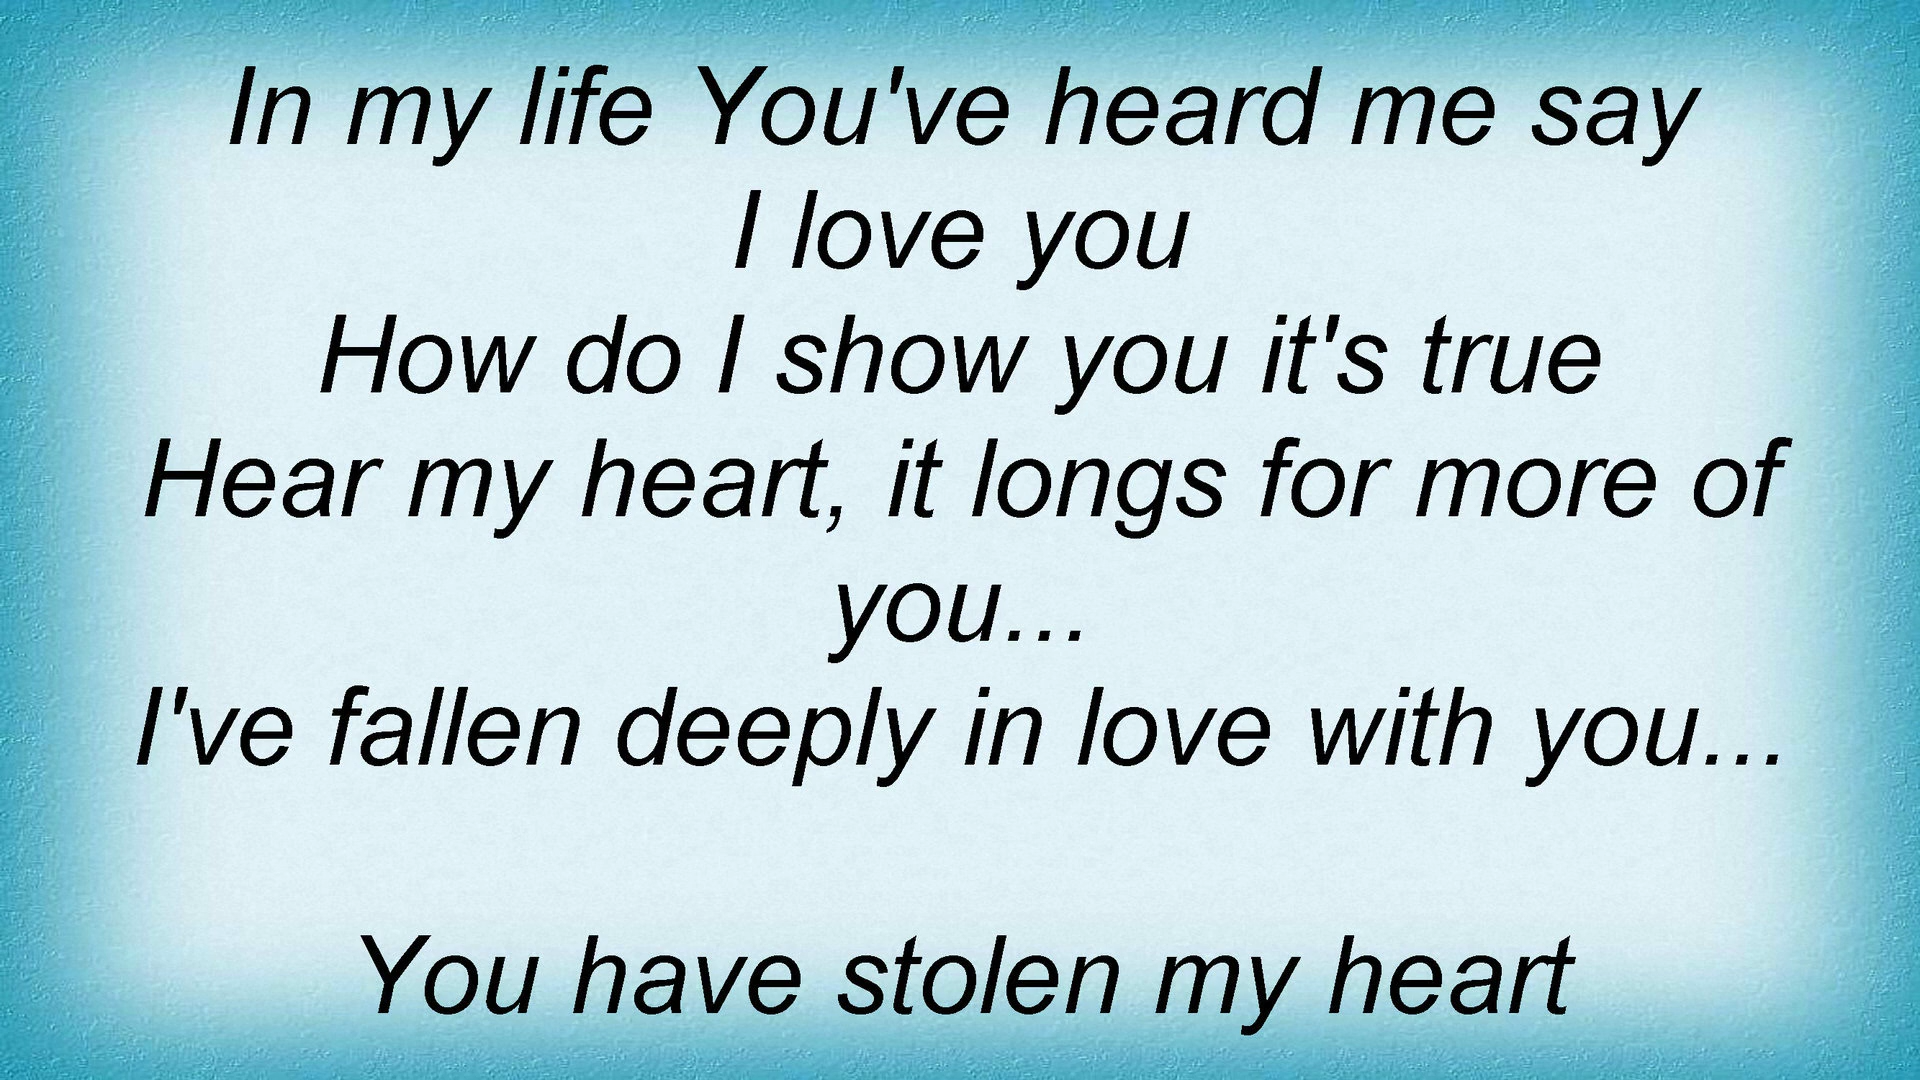 In my life You've heard me say
I love you
How do I show you it's true
Hear my heart, it longs for more of
you...
I've fallen deeply in love with you...
You have stolen my heart